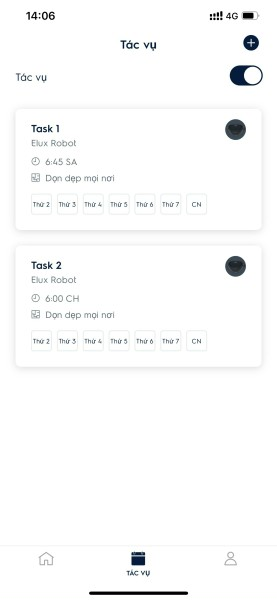 14:06
4G
Tác vụ
Tác vụ
Task 1
Elux Robot
6:45 SA
Dọn dẹp mọi nơi
Thứ 2 Thứ 3 Thứ 4 Thứ 5 Thứ 6 Thứ 7 CN
Task 2
Elux Robot
6:00 CH
Dọn dẹp mọi nơi
Thứ 2 Thứ 3 Thứ 4 Thứ 5 Thứ 6 Thứ 7 CN
TÁC VỤ